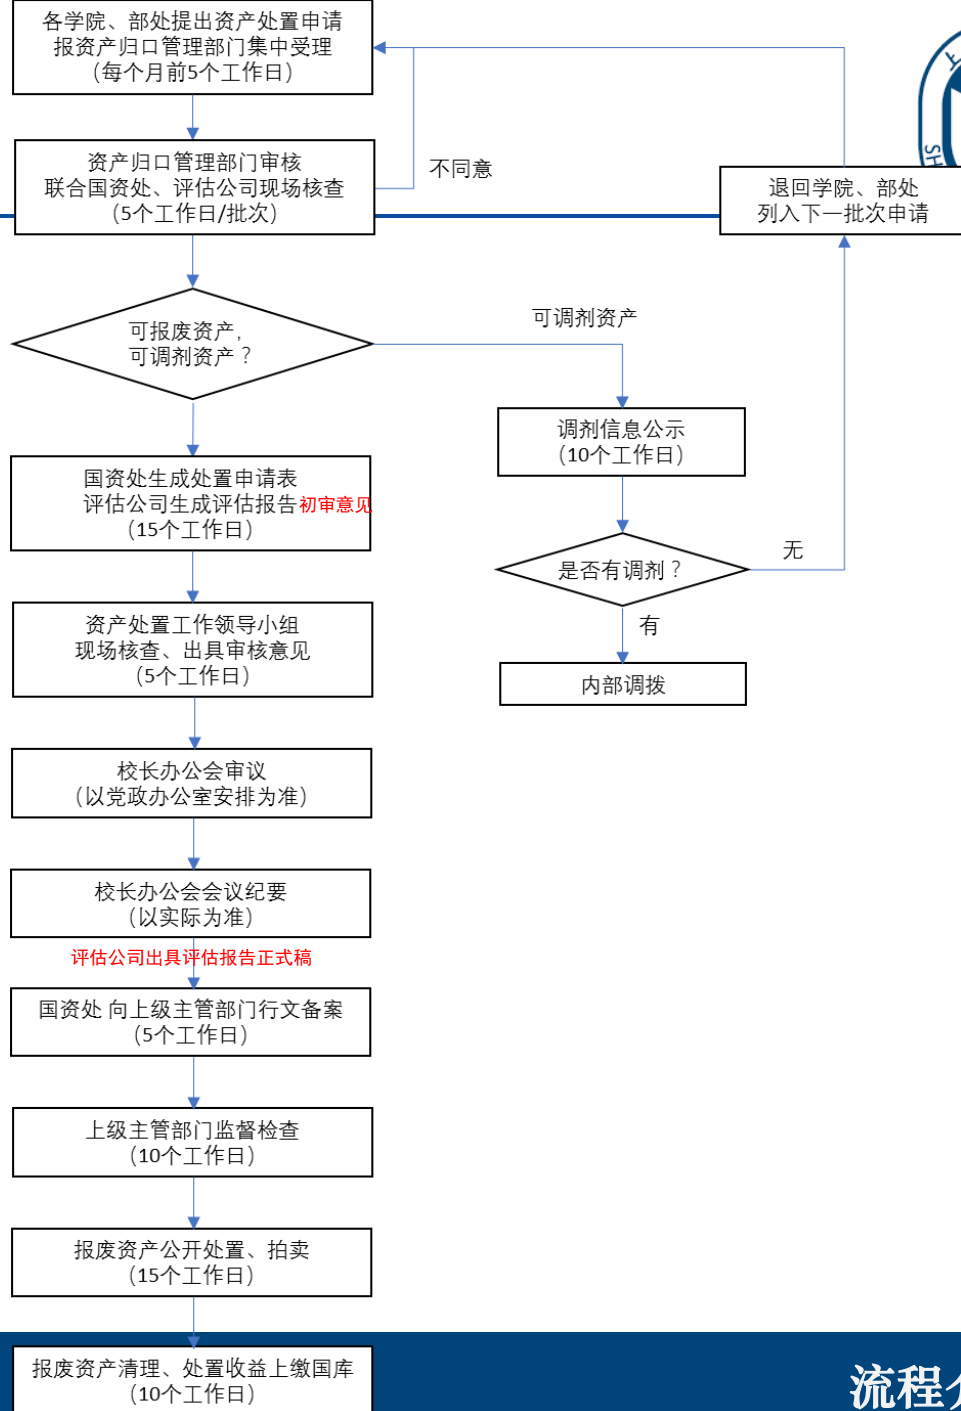 各学院、部处提出资产处置申请
报资产归口管理部门集中受理
（每个月前5个工作日）
资产归口管理部门审核
联合国资处、评估公司现场核查
（5个工作日/批次）
不同意
退回学院、部处
列入下一批次申请
SH
可报废资产，
可调剂资产？
可调剂资产
调剂信息公示
（10个工作日）
国资处生成处置申请表
评估公司生成评估报告初审意见
（15个工作日）
是否有调剂？
无
有
内部调拨
资产处置工作领导小组
现场核查、出具审核意见
（5个工作日）
校长办公会审议
（以党政办公室安排为准）
校长办公会会议纪要
（以实际为准）
评估公司出具评估报告正式稿
国资处 向上级主管部门行文备案
（5个工作日）
上级主管部门监督检查
（10个工作日）
报废资产公开处置、拍卖
（15个工作日）
报废资产清理、处置收益上缴国库
（10个工作日）
流程介